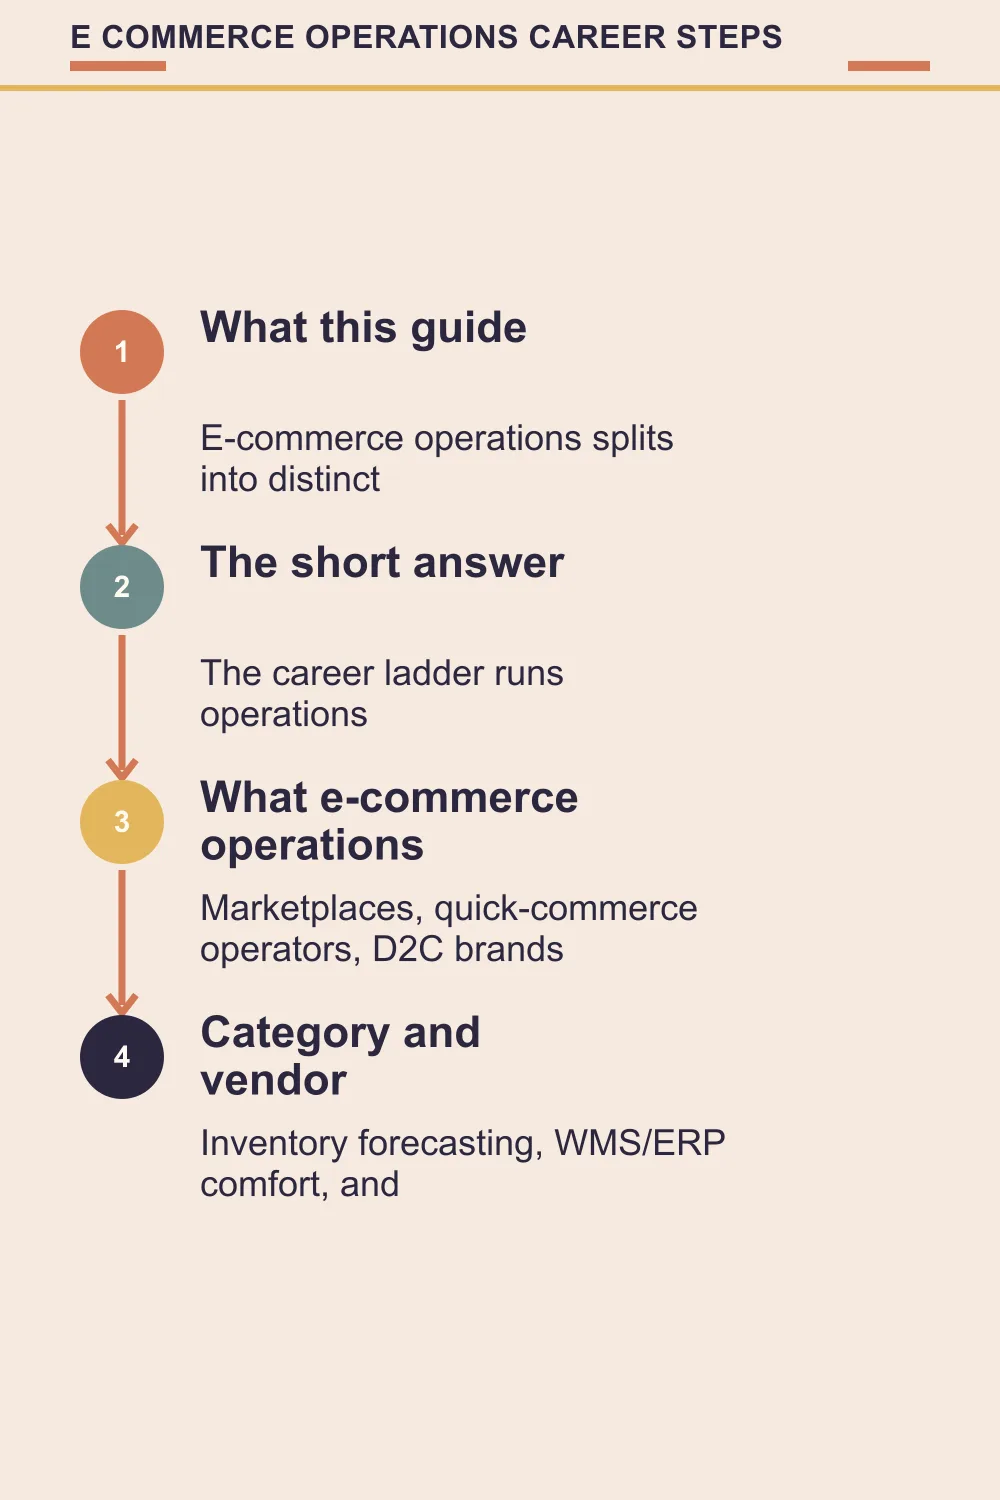 E COMMERCE OPERATIONS CAREER STEPS
1
What this guide
E-commerce operations splits
into distinct
2
The short answer
The career ladder runs
operations
3
What e-commerce
operations
Marketplaces, quick-commerce
operators, D2C brands
4
Category and
vendor
Inventory forecasting, WMS/ERP
comfort, and